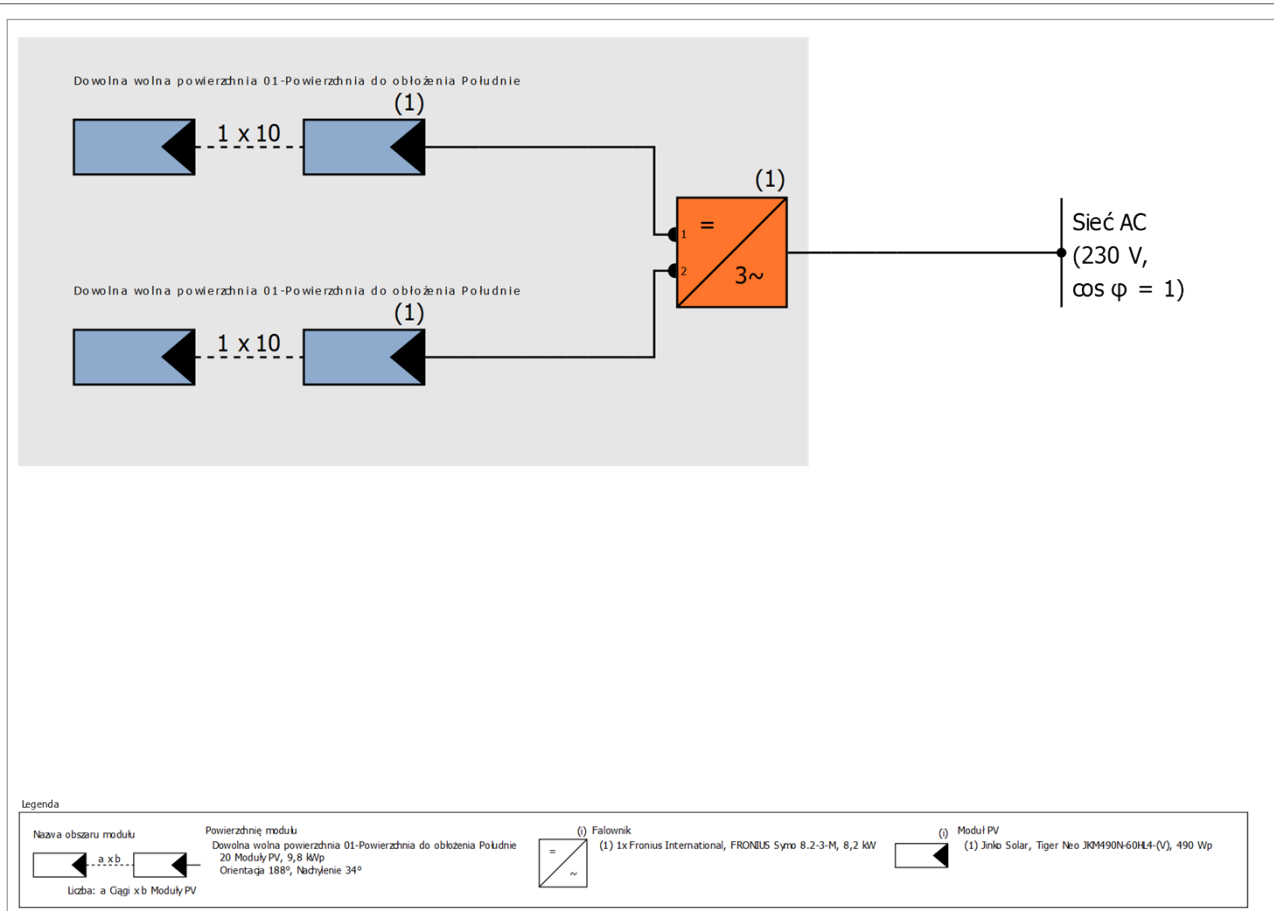 Dowolna wolna powierzchnia 01-Powierzchnia do obłożenia Południe
(1)
1 x 10
(1)
=
1
2
3~
Sieć AC
(230 V,
cos φ = 1)
Dowolna wolna powierzchnia 01-Powierzchnia do obłożenia Południe
(1)
1 x 10
Legenda
Nazwa obszaru modułu
a x b
Liczba: a Ciągi x b Moduły PV
Powierzchnię modułu
Dowolna wolna powierzchnia 01-Powierzchnia do obłożenia Południe
20 Moduły PV, 9,8 kWp
Orientacja 188°, Nachylenie 34°
(i) Falownik
=
~
(1) 1x Fronius International, FRONIUS Symo 8.2-3-M, 8,2 kW
(i) Moduł PV
(1) Jinko Solar, Tiger Neo JKM490N-60HL4-(V), 490 Wp